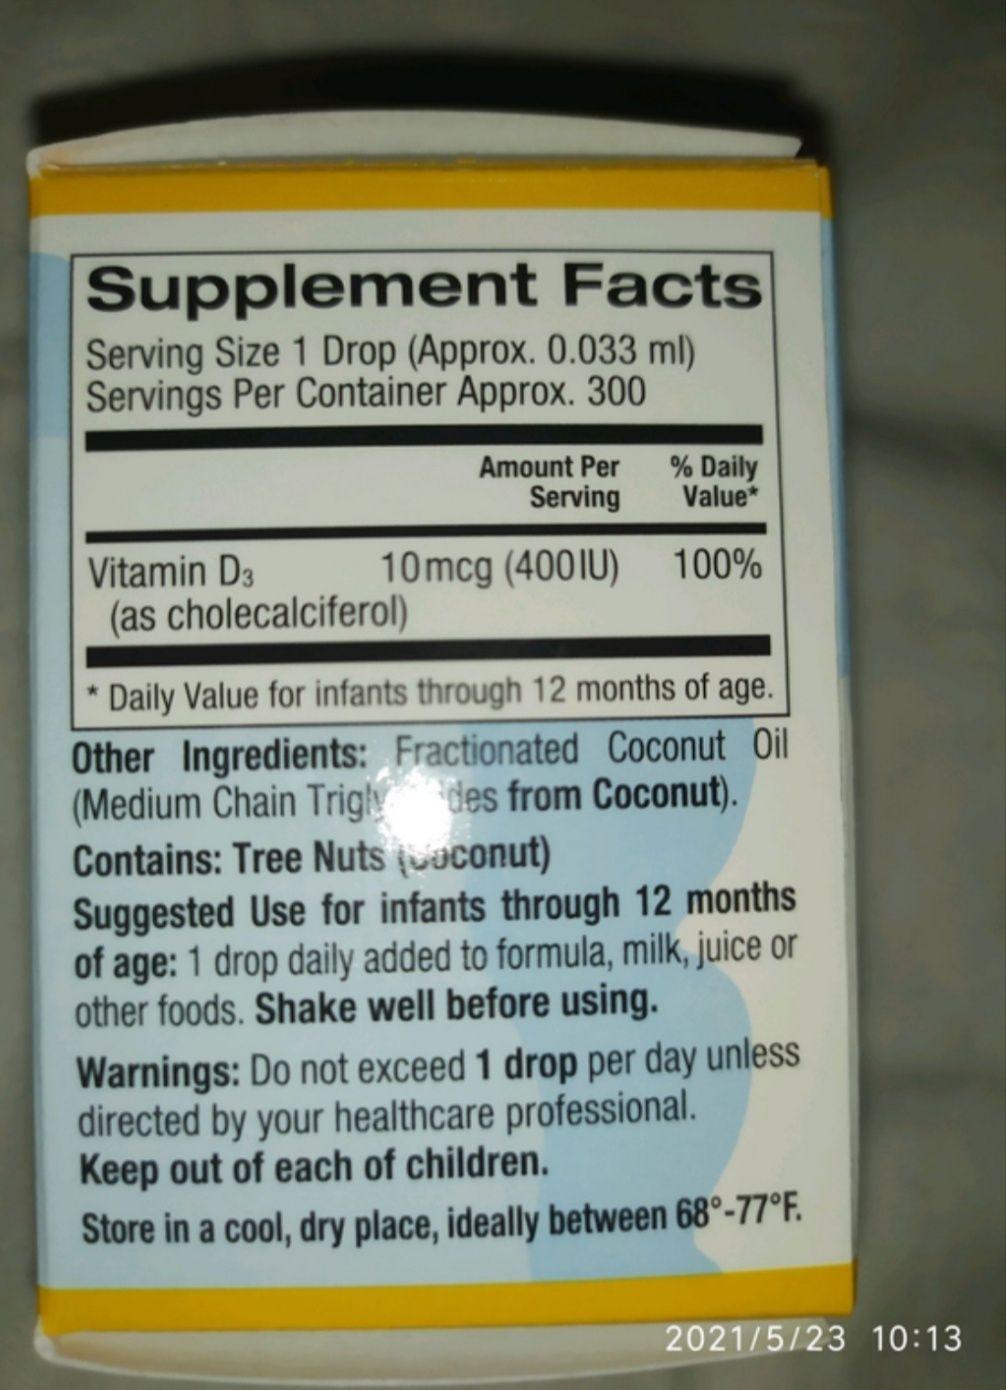 Supplement Facts
Serving Size 1 Drop (Approx. 0.033 ml)
Servings Per Container Approx. 300
Amount Per
Serving
% Daily
Value*
Vitamin D3 10 mcg (400 IU) 100%
(as cholecalciferol)
* Daily Value for infants through 12 months of age.
Other Ingredients: Fractionated Coconut Oil
(Medium Chain from Coconut).
Contains: Tree Nuts (Coconut)
Suggested Use for infants through 12 months
of age: 1 drop daily added to formula, milk, juice or
other foods. Shake well before using.
Warnings: Do not exceed 1 drop per day unless
directed by your healthcare professional.
Keep out of each of children.
Store in a cool, dry place, ideally between 68°-77°F.
2021/5/23 10:13